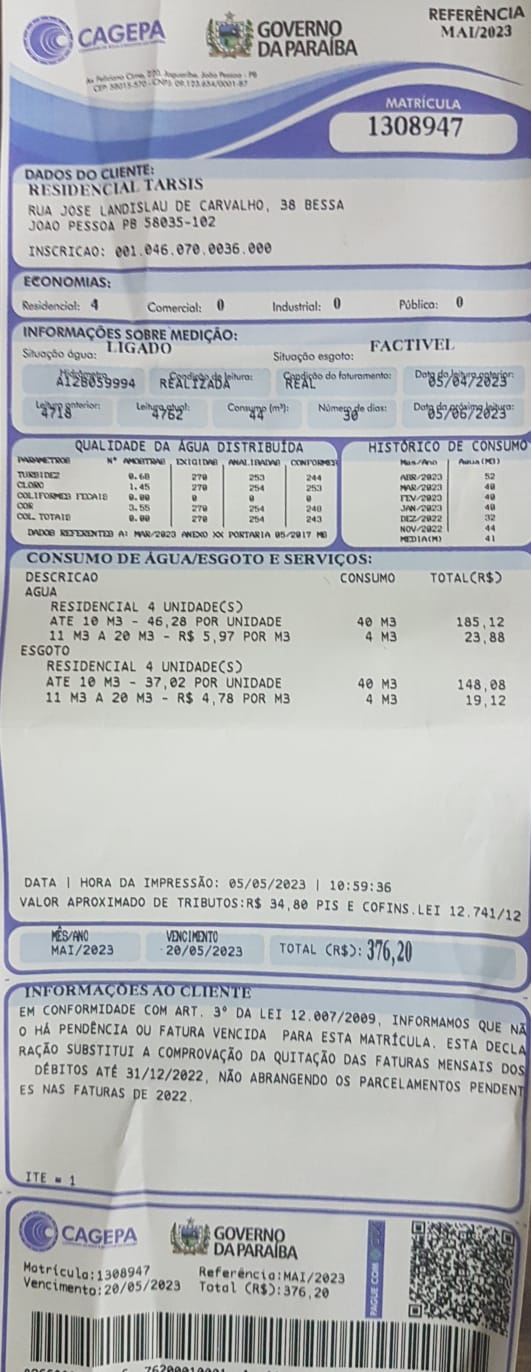 CAGEPA
GOVERNO
DA PARAÍBA
REFERÊNCIA
MAI/2023
Av. Feliciano Cirne, 220, Jaguaribe, João Pessoa - PB
CEP: 58015-570 - CNPJ: 09.123.654/0001-87
MATRÍCULA
1308947
DADOS DO CLIENTE:
RESIDENCIAL TARSIS
RUA JOSE LANDISLAU DE CARVALHO, 38 BESSA
JOAO PESSOA PB 58035-102
INSCRICAO: 001.046.070.0036.000
ECONOMIAS:
Residencial: 4 Comercial: 0 Industrial: 0 Pública: 0
INFORMAÇÕES SOBRE MEDIÇÃO:
Situação água: LIGADO Situação esgoto: FACTIVEL
Hidrômetro: Condição de leitura: Condição do faturamento: Data da leitura anterior:
A12B059994 REALIZADA REAL 05/04/2023
Leitura anterior: Leitura atual: Consumo (m³): Número de dias: Data da próxima leitura:
4718 4762 44 30 05/06/2023
QUALIDADE DA ÁGUA DISTRIBUÍDA
PARAMETROS Nº AMOSTRAS EXIGIDAS ANALISADAS CONFORMES
TURBIDEZ 0.60 270 253 244
CLORO 1.45 270 254 253
COLIFORMES FECAIS 0.00 0 0 0
COR 3.55 270 254 240
COL. TOTAIS 0.00 270 254 243
DADOS REFERENTES A: MAR/2023 ANEXO XX PORTARIA 05/2017 MS
HISTÓRICO DE CONSUMO
Mes/Ano Agua(M3)
ABR/2023 52
MAR/2023 40
FEV/2023 40
JAN/2023 40
DEZ/2022 32
NOV/2022 44
MEDIA(M) 41
CONSUMO DE ÁGUA/ESGOTO E SERVIÇOS:
DESCRICAO CONSUMO TOTAL(R$)
AGUA
RESIDENCIAL 4 UNIDADE(S)
ATE 10 M3 - 46,28 POR UNIDADE 40 M3 185,12
11 M3 A 20 M3 - R$ 5,97 POR M3 4 M3 23,88
ESGOTO
RESIDENCIAL 4 UNIDADE(S)
ATE 10 M3 - 37,02 POR UNIDADE 40 M3 148,08
11 M3 A 20 M3 - R$ 4,78 POR M3 4 M3 19,12
DATA | HORA DA IMPRESSÃO: 05/05/2023 | 10:59:36
VALOR APROXIMADO DE TRIBUTOS:R$ 34,80 PIS E COFINS.LEI 12.741/12
MÊS/ANO VENCIMENTO
MAI/2023 20/05/2023 TOTAL (R$): 376,20
INFORMAÇÕES AO CLIENTE
EM CONFORMIDADE COM ART. 3º DA LEI 12.007/2009, INFORMAMOS QUE NÃ
O HÁ PENDÊNCIA OU FATURA VENCIDA PARA ESTA MATRÍCULA. ESTA DECLA
RAÇÃO SUBSTITUI A COMPROVAÇÃO DA QUITAÇÃO DAS FATURAS MENSAIS DOS
DÉBITOS ATÉ 31/12/2022, NÃO ABRANGENDO OS PARCELAMENTOS PENDENT
ES NAS FATURAS DE 2022.
ITE = 1
CAGEPA
GOVERNO
DA PARAÍBA
Matrícula:1308947 Referência:MAI/2023
Vencimento:20/05/2023 Total (R$):376,20
PAGUE COM